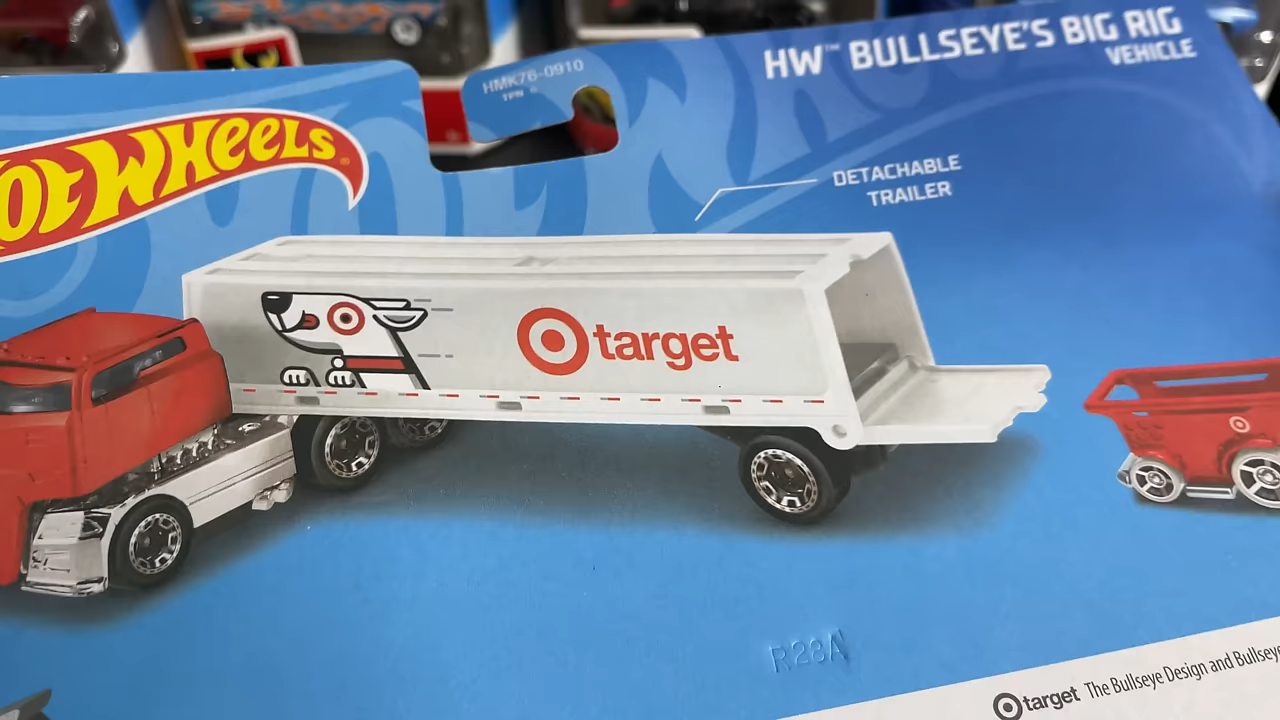 HW™ BULLSEYE'S BIG RIG
VEHICLE
HMK76-0910
TPN
HOT WHEELS
DETACHABLE
TRAILER
target
R28A
target The Bullseye Design and Bullseye